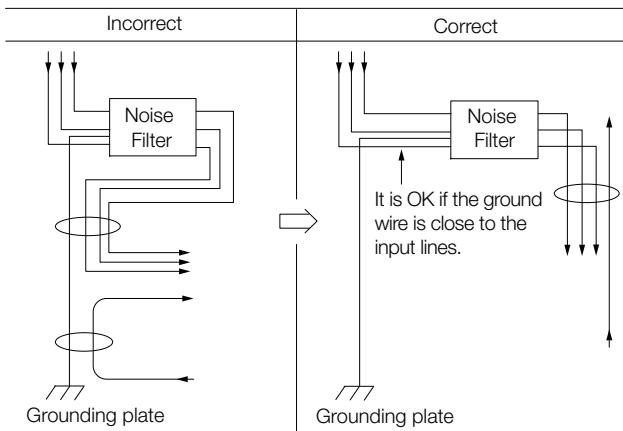 Incorrect
Correct
Noise
Filter
Noise
Filter
It is OK if the ground
wire is close to the
input lines.
Grounding plate
Grounding plate